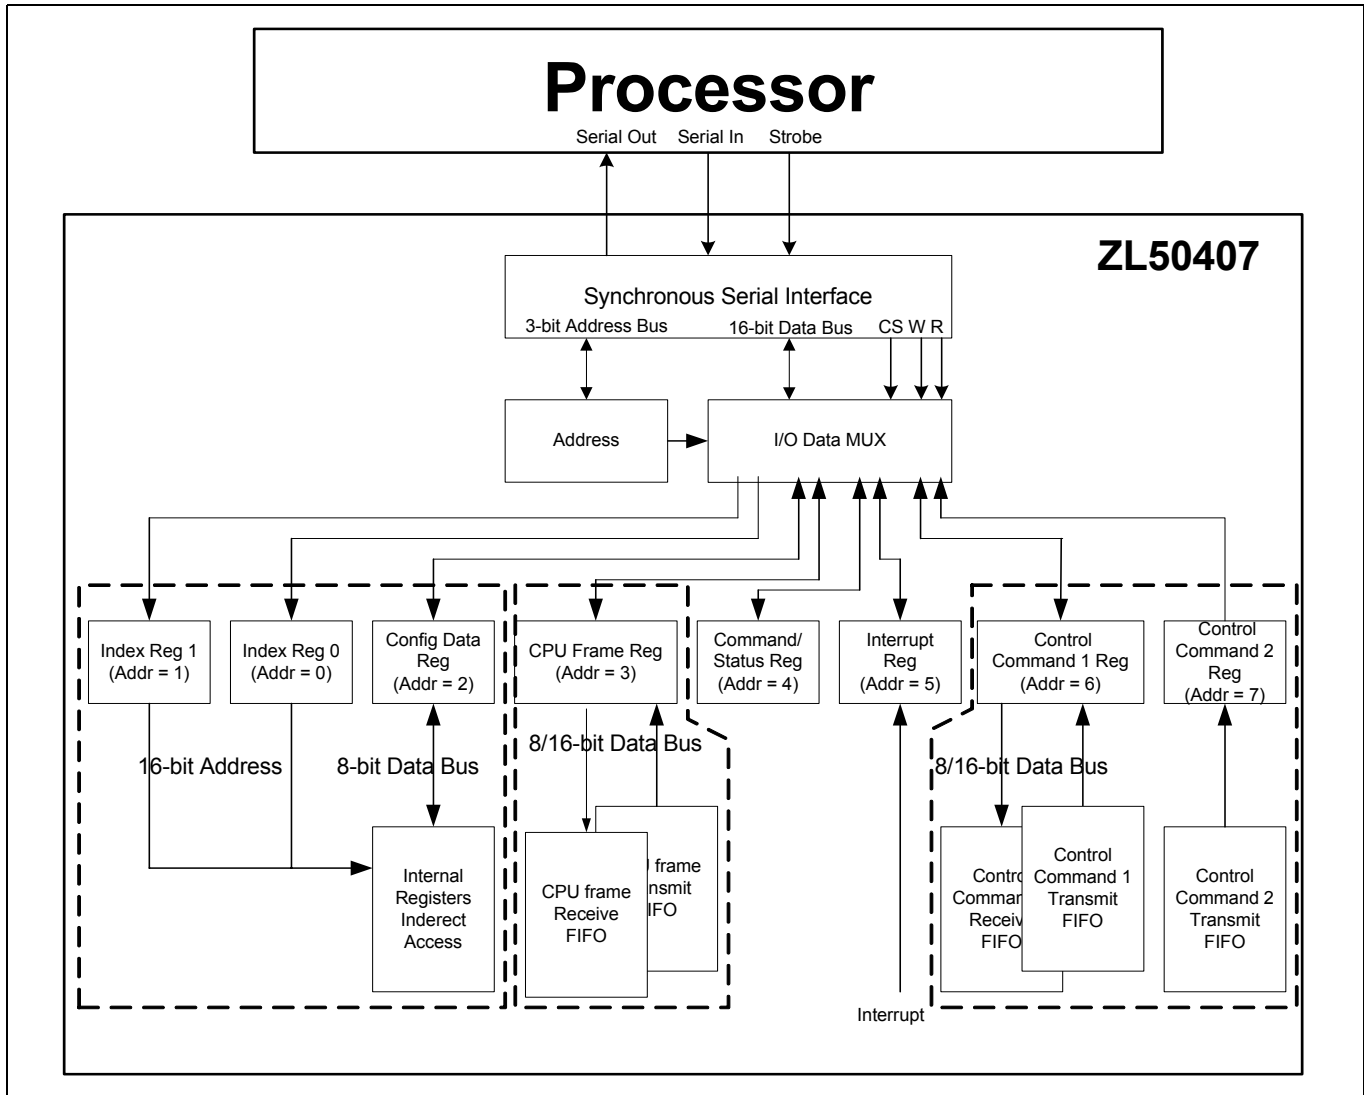 Processor
Serial Out Serial In Strobe
ZL50407
Synchronous Serial Interface
3-bit Address Bus 16-bit Data Bus CS W R
Address
I/O Data MUX
Index Reg 1
(Addr = 1)
Index Reg 0
(Addr = 0)
Config Data
Reg
(Addr = 2)
CPU Frame Reg
(Addr = 3)
Command/
Status Reg
(Addr = 4)
Interrupt
Reg
(Addr = 5)
Control
Command 1 Reg
(Addr = 6)
Control
Command 2
Reg
(Addr = 7)
16-bit Address
8-bit Data Bus
8/16-bit Data Bus
8/16-bit Data Bus
Internal
Registers
Inderect
Access
CPU frame
Receive
FIFO
frame
Control
Command 1
Transmit
FIFO
FIFO
Control
Command 2
Transmit
FIFO
Interrupt